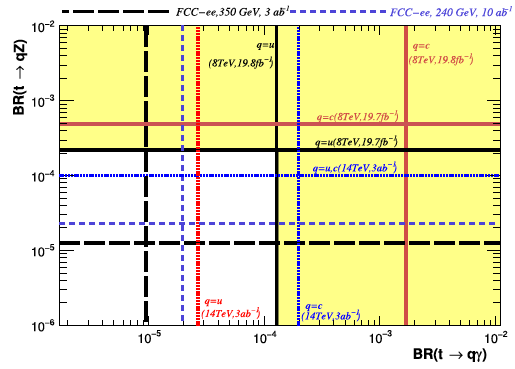 FCC-ee,350 GeV, 3 ab⁻¹ FCC-ee, 240 GeV, 10 ab⁻¹
BR(t → qZ)
10⁻²
10⁻³
10⁻⁴
10⁻⁵
10⁻⁶
q=u
(8TeV,19.8fb⁻¹)
q=c
(8TeV,19.8fb⁻¹)
q=c(8TeV,19.7fb⁻¹)
q=u(8TeV,19.7fb⁻¹)
q=u,c(14TeV,3ab⁻¹)
q=u
(14TeV,3ab⁻¹)
q=c
(14TeV,3ab⁻¹)
10⁻⁵ 10⁻⁴ 10⁻³ 10⁻²
BR(t → qγ)